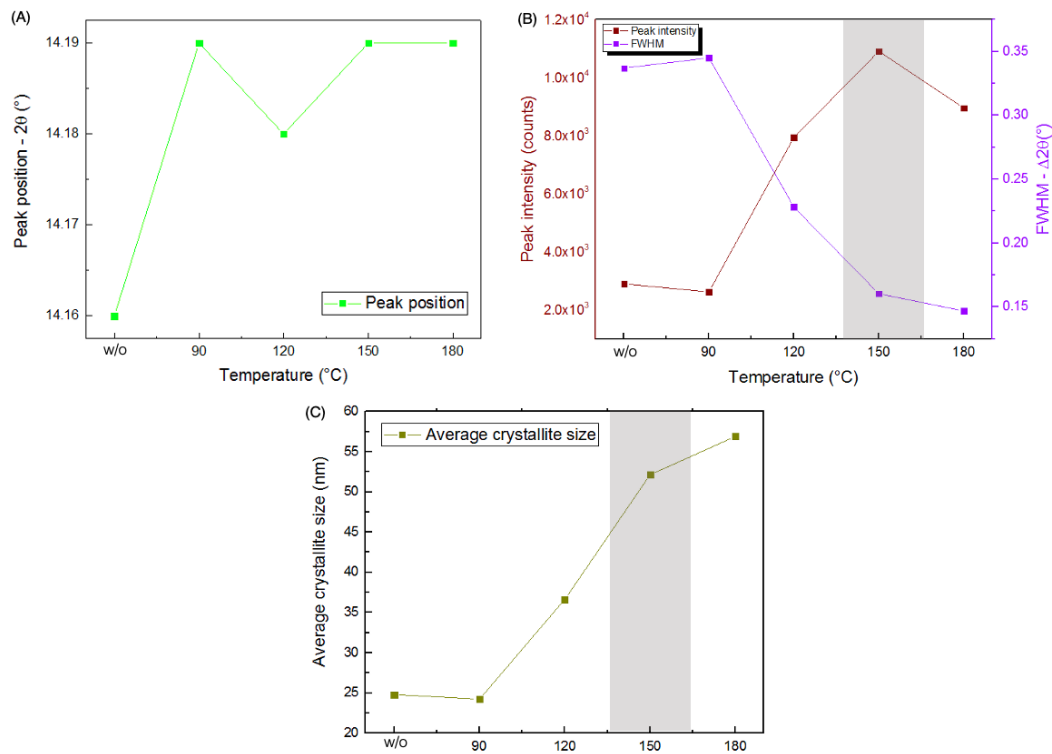 (A)
14.19
14.18
14.17
14.16
Peak position - 2θ (°)
Peak position
w/o 90 120 150 180
Temperature (°C)
(B)
1.2x10⁴
1.0x10⁴
8.0x10³
6.0x10³
4.0x10³
2.0x10³
Peak intensity (counts)
Peak intensity
FWHM
0.35
0.30
0.25
0.20
0.15
FWHM - Δ2θ(°)
w/o 90 120 150 180
Temperature (°C)
(C)
60
55
50
45
40
35
30
25
20
Average crystallite size (nm)
Average crystallite size
w/o 90 120 150 180
Temperature (°C)